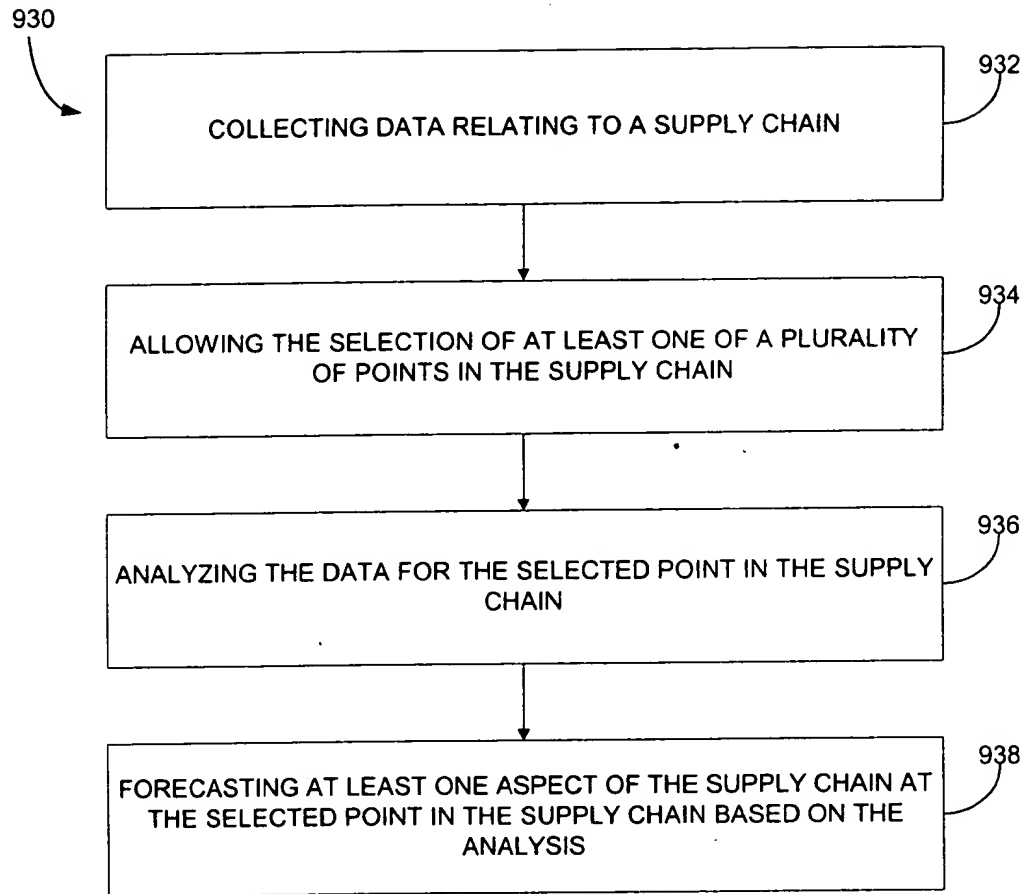 930
932
COLLECTING DATA RELATING TO A SUPPLY CHAIN
934
ALLOWING THE SELECTION OF AT LEAST ONE OF A PLURALITY
OF POINTS IN THE SUPPLY CHAIN
936
ANALYZING THE DATA FOR THE SELECTED POINT IN THE SUPPLY
CHAIN
938
FORECASTING AT LEAST ONE ASPECT OF THE SUPPLY CHAIN AT
THE SELECTED POINT IN THE SUPPLY CHAIN BASED ON THE
ANALYSIS